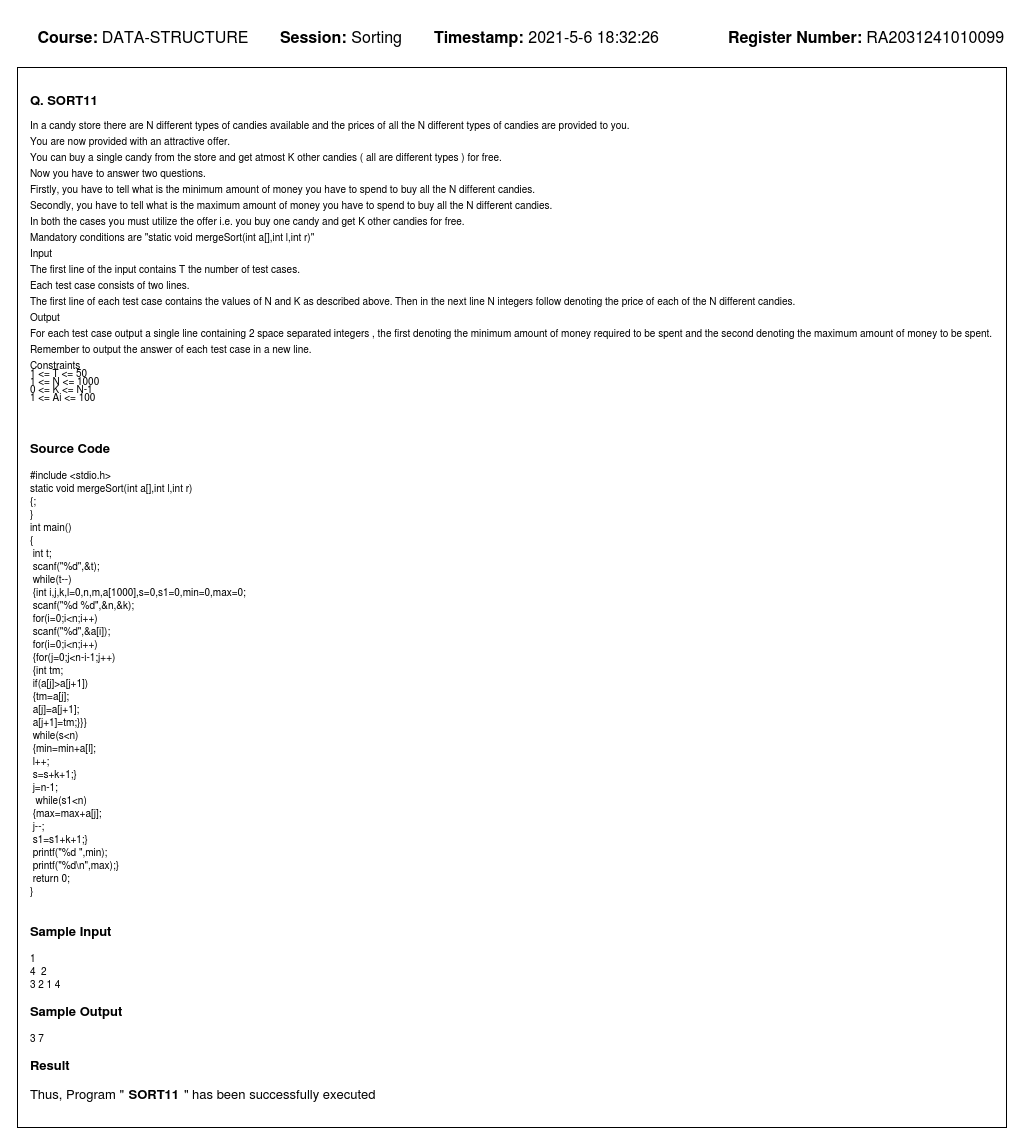 Course: DATA-STRUCTURE Session: Sorting Timestamp: 2021-5-6 18:32:26 Register Number: RA2031241010099
Q. SORT11
In a candy store there are N different types of candies available and the prices of all the N different types of candies are provided to you.
You are now provided with an attractive offer.
You can buy a single candy from the store and get atmost K other candies ( all are different types ) for free.
Now you have to answer two questions.
Firstly, you have to tell what is the minimum amount of money you have to spend to buy all the N different candies.
Secondly, you have to tell what is the maximum amount of money you have to spend to buy all the N different candies.
In both the cases you must utilize the offer i.e. you buy one candy and get K other candies for free.
Mandatory conditions are "static void mergeSort(int a[],int l,int r)"
Input
The first line of the input contains T the number of test cases.
Each test case consists of two lines.
The first line of each test case contains the values of N and K as described above. Then in the next line N integers follow denoting the price of each of the N different candies.
Output
For each test case output a single line containing 2 space separated integers , the first denoting the minimum amount of money required to be spent and the second denoting the maximum amount of money to be spent.
Remember to output the answer of each test case in a new line.
Constraints
1 <= T <= 50
1 <= N <= 1000
0 <= K <= N-1
1 <= Ai <= 100
Source Code
#include <stdio.h>
static void mergeSort(int a[],int l,int r)
{;
}
int main()
{
int t;
scanf("%d",&t);
while(t--)
{int i,j,k,l=0,n,m,a[1000],s=0,s1=0,min=0,max=0;
scanf("%d %d",&n,&k);
for(i=0;i<n;i++)
scanf("%d",&a[i]);
for(i=0;i<n;i++)
{for(j=0;j<n-i-1;j++)
{int tm;
if(a[j]>a[j+1])
{tm=a[j];
a[j]=a[j+1];
a[j+1]=tm;}}}
while(s<n)
{min=min+a[l];
l++;
s=s+k+1;}
j=n-1;
while(s1<n)
{max=max+a[j];
j--;
s1=s1+k+1;}
printf("%d ",min);
printf("%d\n",max);}
return 0;
}
Sample Input
1
4 2
3 2 1 4
Sample Output
3 7
Result
Thus, Program " SORT11 " has been successfully executed